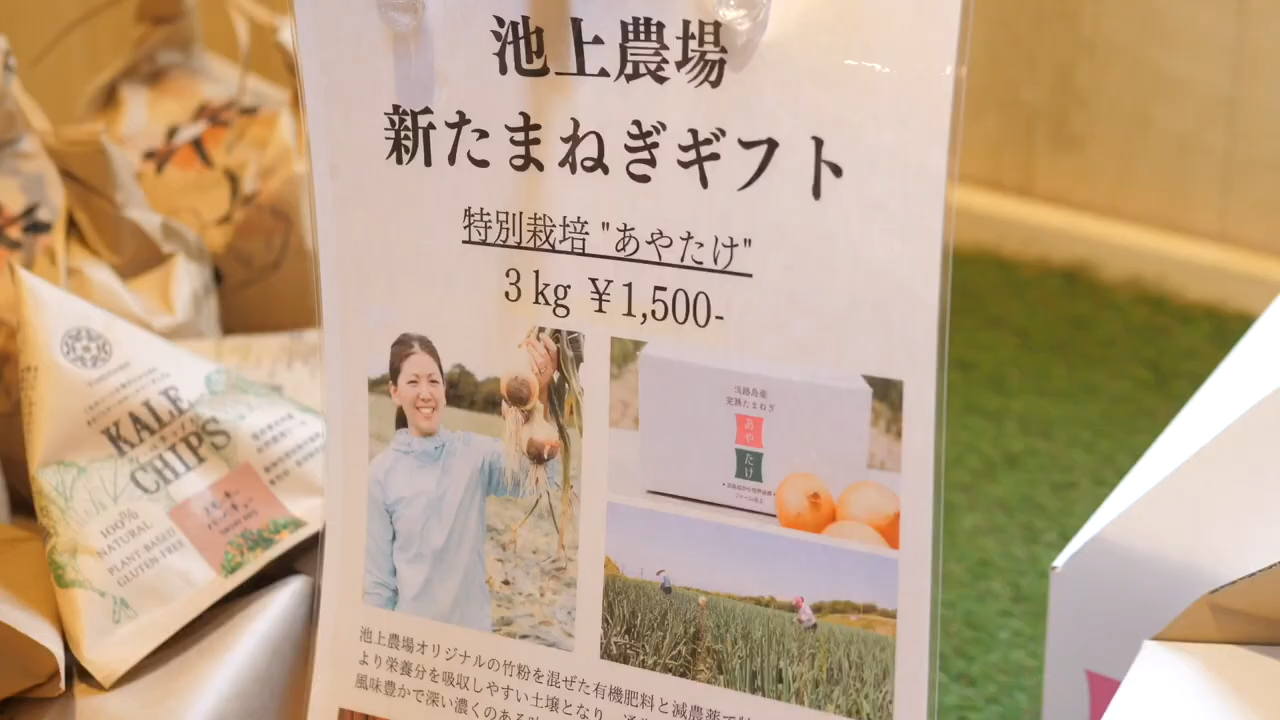 池上農場
新たまねぎギフト
特別栽培 "あやたけ"
3 kg ¥1,500-
淡路島産
完熟たまねぎ
あや
たけ
池上農場オリジナルの竹粉を混ぜた有機肥料と減農薬で
より栄養分を吸収しやすい土壌となり、通
風味豊かで深い濃くのある
KALE
CHIPS
100%
NATURAL
PLANT-BASED
GLUTEN FREE